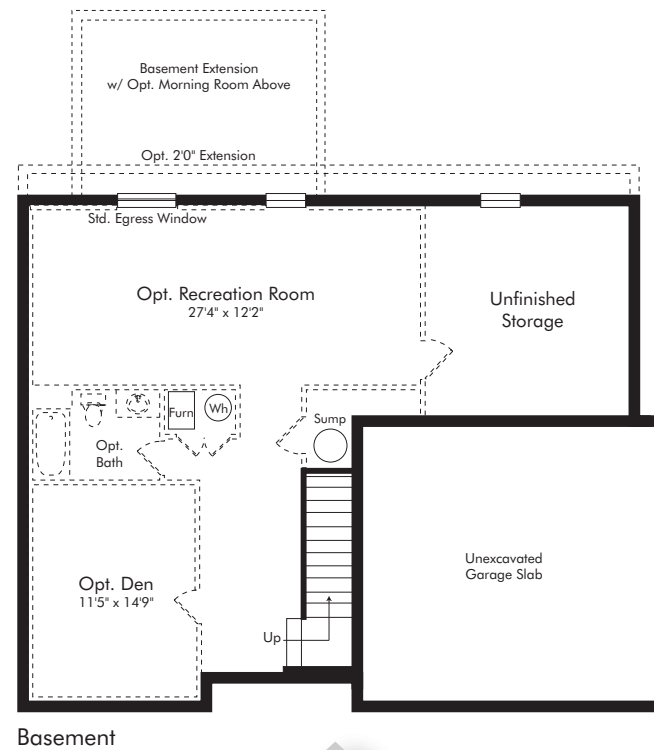 Basement Extension
w/ Opt. Morning Room Above
Opt. 2'0" Extension
Std. Egress Window
Opt. Recreation Room
27'4" x 12'2"
Unfinished
Storage
Furn
Wh
Sump
Opt.
Bath
Unexcavated
Garage Slab
Opt. Den
11'5" x 14'9"
Up
Basement